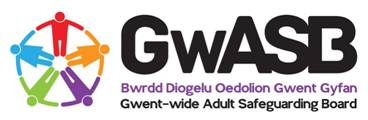 GwASB
Bwrdd Diogelu Oedolion Gwent Gyfan
Gwent-wide Adult Safeguarding Board